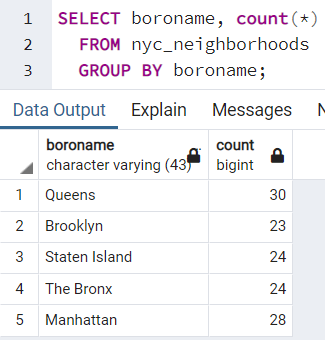 1 SELECT boroname, count(*)
2 FROM nyc_neighborhoods
3 GROUP BY boroname;
Data Output Explain Messages N
boroname count
character varying (43) bigint
1 Queens 30
2 Brooklyn 23
3 Staten Island 24
4 The Bronx 24
5 Manhattan 28